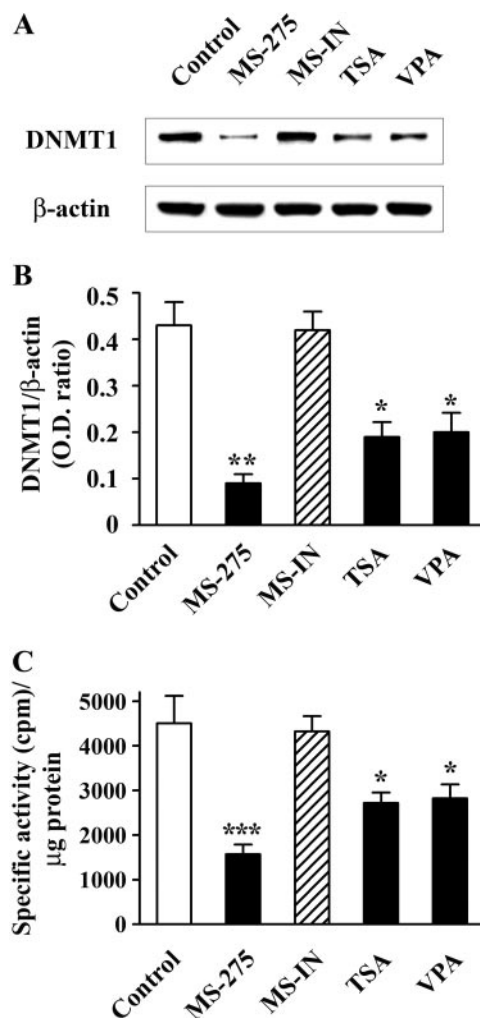 A
Control
MS-275
MS-IN
TSA
VPA
DNMT1
β-actin
B
DNMT1/β-actin
(O.D. ratio)
0.5
0.4
0.3
0.2
0.1
0
**
*
*
Control
MS-275
MS-IN
TSA
VPA
C
Specific activity (cpm)/
μg protein
5000
4000
3000
2000
1000
0
***
*
*
Control
MS-275
MS-IN
TSA
VPA